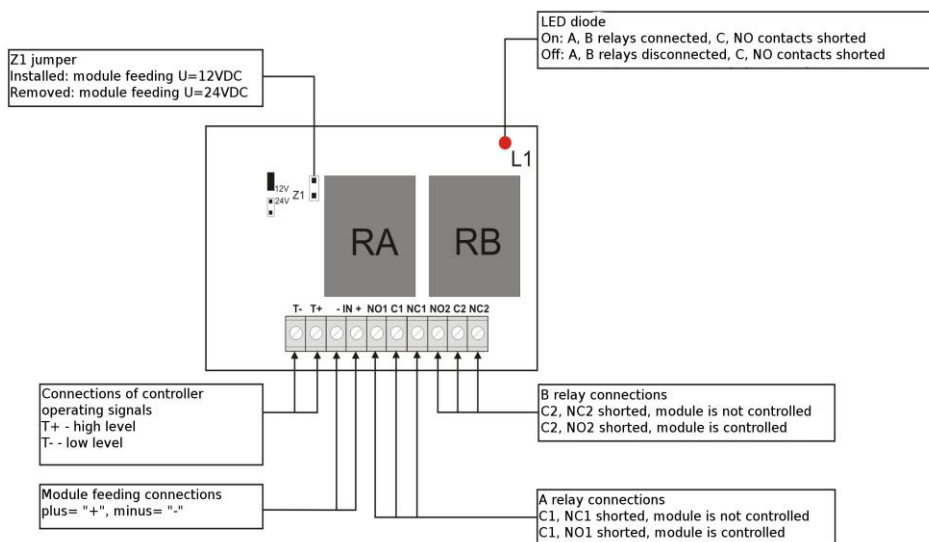 LED diode
On: A, B relays connected, C, NO contacts shorted
Off: A, B relays disconnected, C, NO contacts shorted
Z1 jumper
Installed: module feeding U=12VDC
Removed: module feeding U=24VDC
L1
12V
24V
Z1
RA
RB
T- T+ - IN + NO1 C1 NC1 NO2 C2 NC2
Connections of controller
operating signals
T+ - high level
T- - low level
B relay connections
C2, NC2 shorted, module is not controlled
C2, NO2 shorted, module is controlled
Module feeding connections
plus= "+", minus= "-"
A relay connections
C1, NC1 shorted, module is not controlled
C1, NO1 shorted, module is controlled